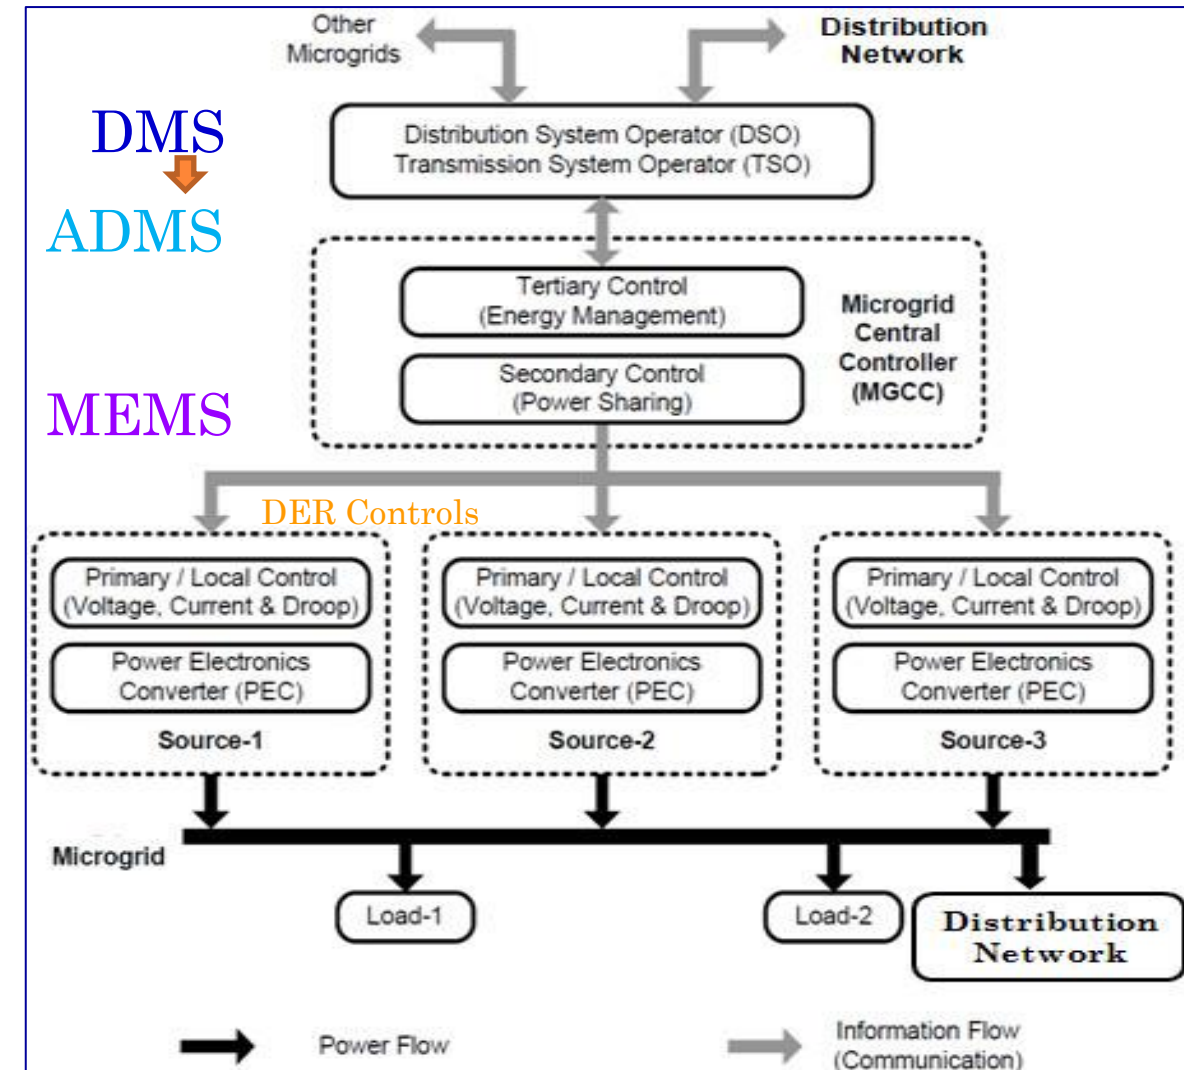 Other
Microgrids
Distribution
Network
DMS
ADMS
Distribution System Operator (DSO)
Transmission System Operator (TSO)
Tertiary Control
(Energy Management)
Secondary Control
(Power Sharing)
Microgrid
Central
Controller
(MGCC)
MEMS
DER Controls
Primary / Local Control
(Voltage, Current & Droop)
Power Electronics
Converter (PEC)
Source-1
Primary / Local Control
(Voltage, Current & Droop)
Power Electronics
Converter (PEC)
Source-2
Primary / Local Control
(Voltage, Current & Droop)
Power Electronics
Converter (PEC)
Source-3
Microgrid
Load-1
Load-2
Distribution
Network
Power Flow
Information Flow
(Communication)